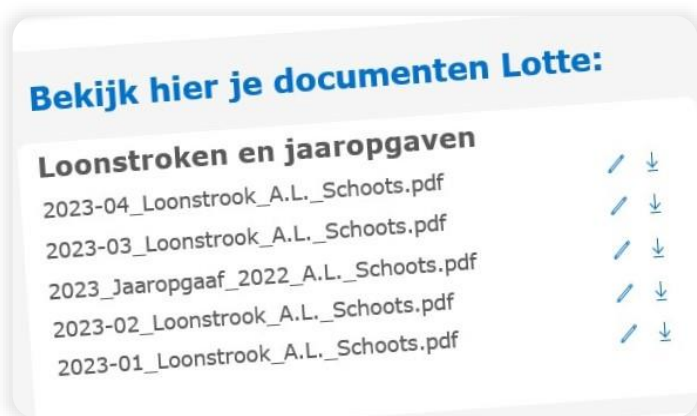 Bekijk hier je documenten Lotte:
Loonstroken en jaaropgaven
2023-04_Loonstrook_A.L._Schoots.pdf
2023-03_Loonstrook_A.L._Schoots.pdf
2023_Jaaropgaaf_2022_A.L._Schoots.pdf
2023-02_Loonstrook_A.L._Schoots.pdf
2023-01_Loonstrook_A.L._Schoots.pdf